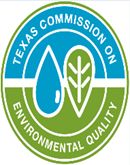 TEXAS COMMISSION ON
ENVIRONMENTAL QUALITY